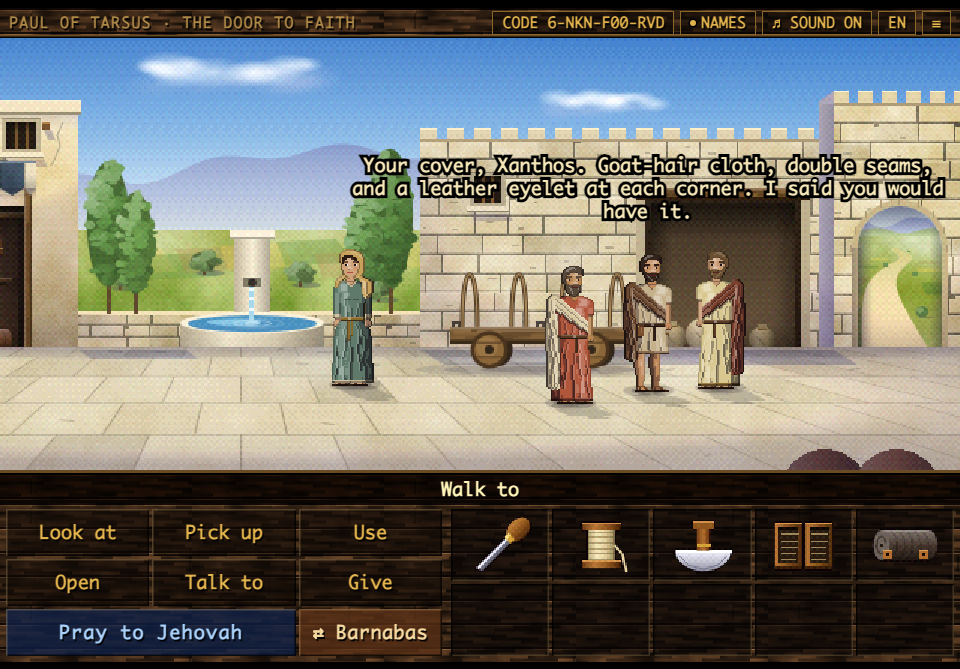 PAUL OF TARSUS · THE DOOR TO FAITH
CODE 6-NKN-F00-RVD
• NAMES
♬ SOUND ON
EN
≡
Your cover, Xanthos. Goat-hair cloth, double seams,
and a leather eyelet at each corner. I said you would
have it.
Walk to
Look at
Pick up
Use
Open
Talk to
Give
Pray to Jehovah
⇄ Barnabas